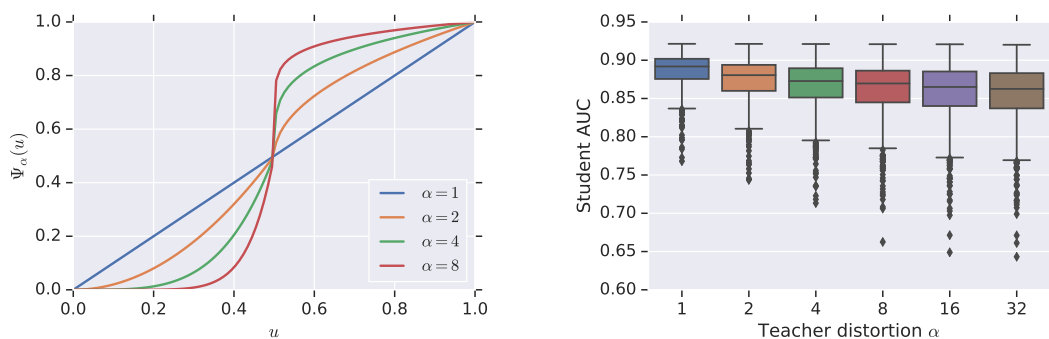 1.0
0.8
0.6
0.4
0.2
0.0
Ψα(u)
0.0 0.2 0.4 0.6 0.8 1.0
u
α = 1
α = 2
α = 4
α = 8
0.95
0.90
0.85
0.80
0.75
0.70
0.65
0.60
Student AUC
1 2 4 8 16 32
Teacher distortion α